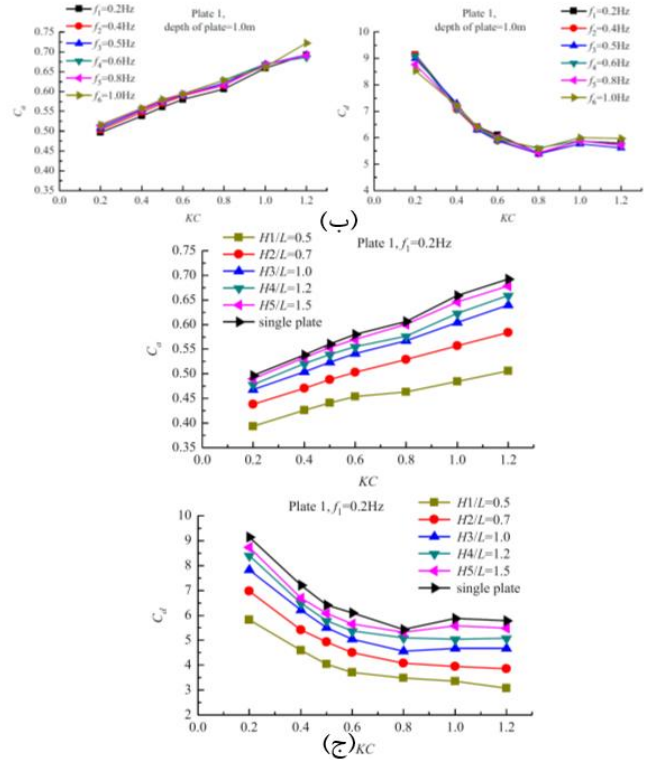 Plate 1,
depth of plate=1.0m
f₁=0.2Hz
f₂=0.4Hz
f₃=0.5Hz
f₄=0.6Hz
f₅=0.8Hz
f₆=1.0Hz
Cₐ
0.75
0.70
0.65
0.60
0.55
0.50
0.45
0.40
0.35
0.0 0.2 0.4 0.6 0.8 1.0 1.2
KC
Plate 1,
depth of plate=1.0m
f₁=0.2Hz
f₂=0.4Hz
f₃=0.5Hz
f₄=0.6Hz
f₅=0.8Hz
f₆=1.0Hz
C_d
10
9
8
7
6
5
4
0.0 0.2 0.4 0.6 0.8 1.0 1.2
KC
(ب)
Plate 1, f₁=0.2Hz
H1/L=0.5
H2/L=0.7
H3/L=1.0
H4/L=1.2
H5/L=1.5
single plate
Cₐ
0.75
0.70
0.65
0.60
0.55
0.50
0.45
0.40
0.35
0.0 0.2 0.4 0.6 0.8 1.0 1.2
KC
Plate 1, f₁=0.2Hz
H1/L=0.5
H2/L=0.7
H3/L=1.0
H4/L=1.2
H5/L=1.5
single plate
C_d
10
9
8
7
6
5
4
3
2
0.0 0.2 0.4 0.6 0.8 1.0 1.2
(ج) KC